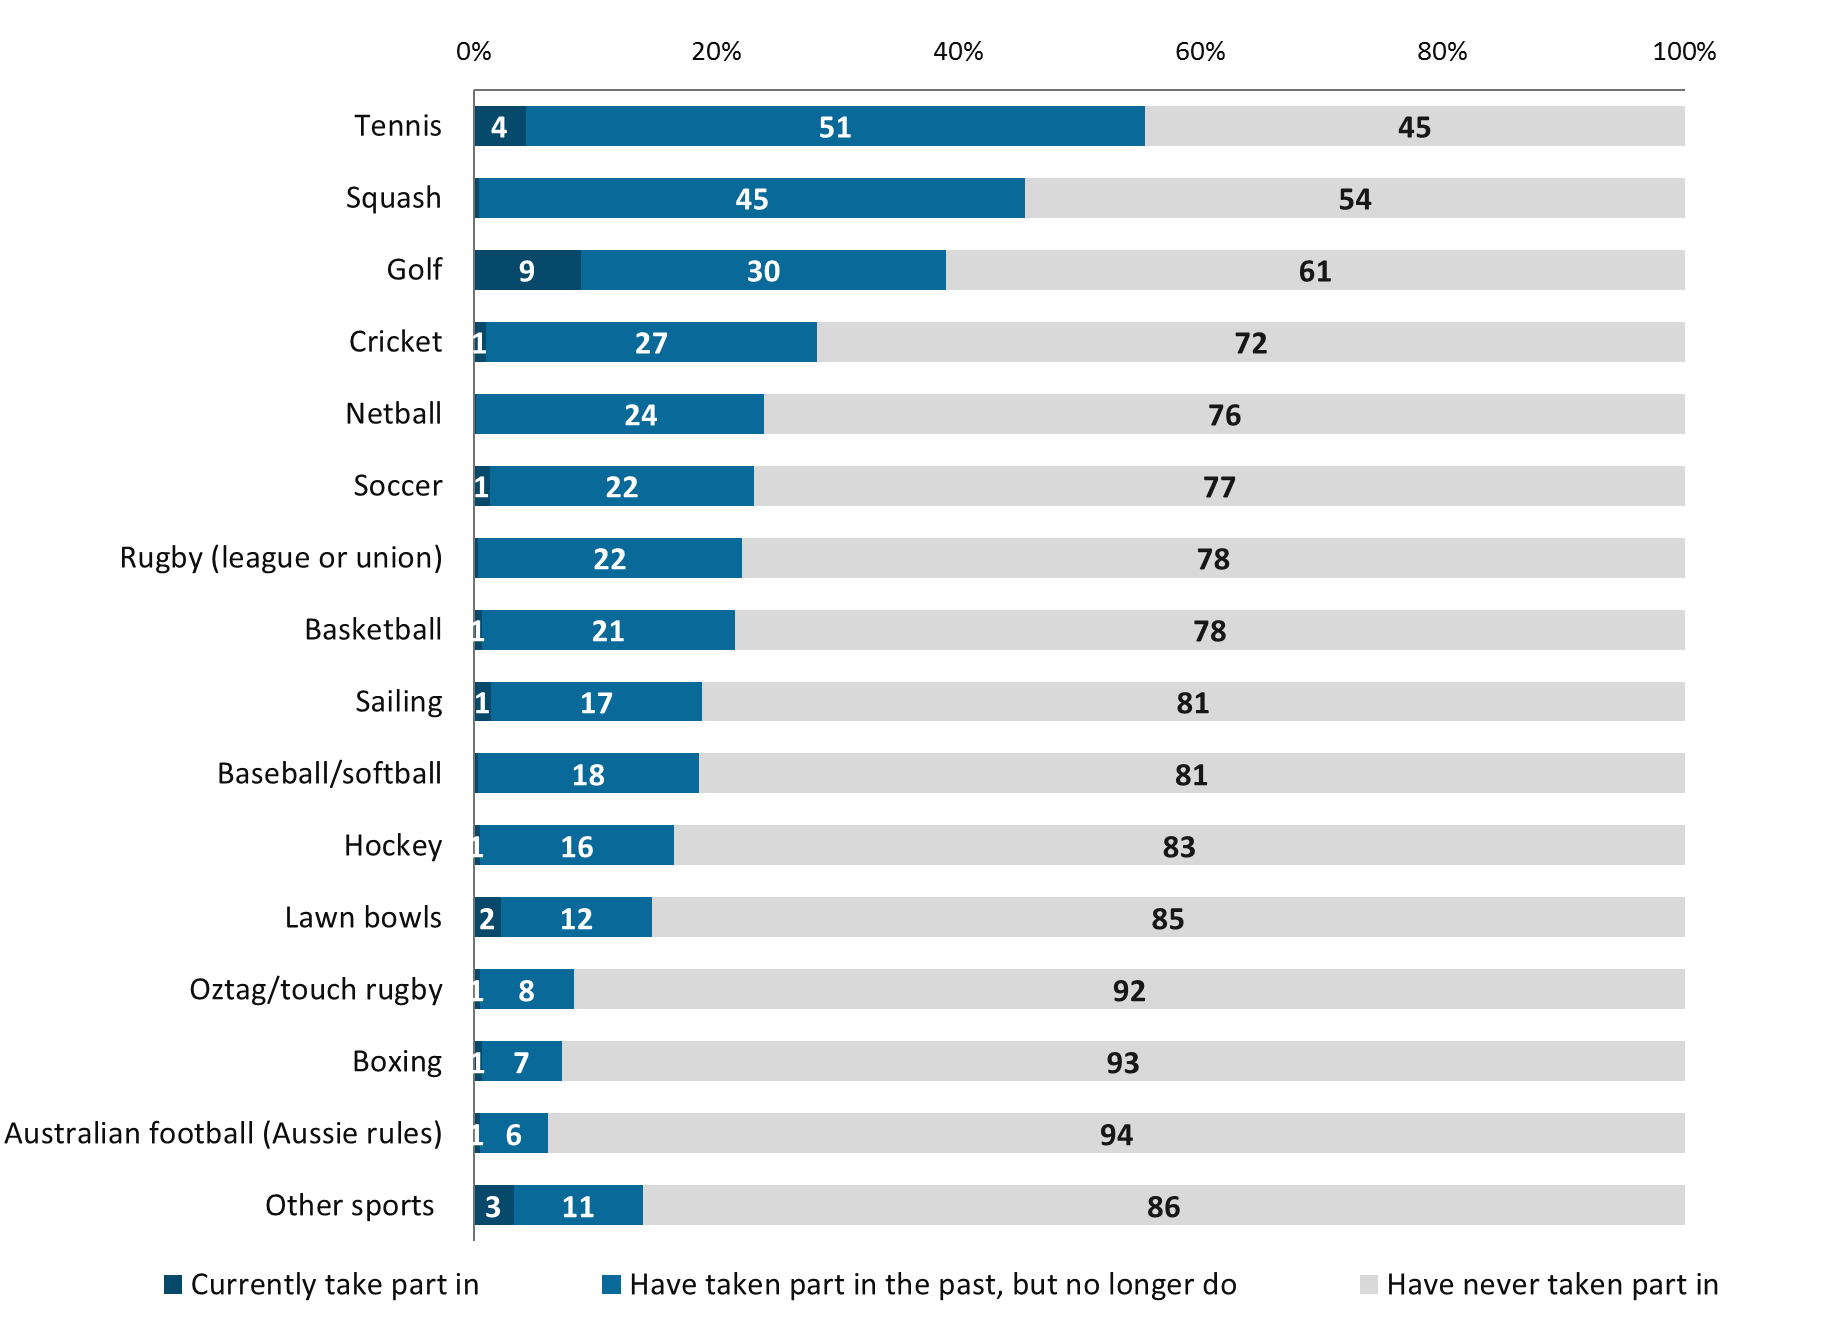 0% 20% 40% 60% 80% 100%
Tennis 4 51 45
Squash 45 54
Golf 9 30 61
Cricket 1 27 72
Netball 24 76
Soccer 1 22 77
Rugby (league or union) 22 78
Basketball 1 21 78
Sailing 1 17 81
Baseball/softball 18 81
Hockey 1 16 83
Lawn bowls 2 12 85
Oztag/touch rugby 1 8 92
Boxing 1 7 93
Australian football (Aussie rules) 1 6 94
Other sports 3 11 86
Currently take part in Have taken part in the past, but no longer do Have never taken part in